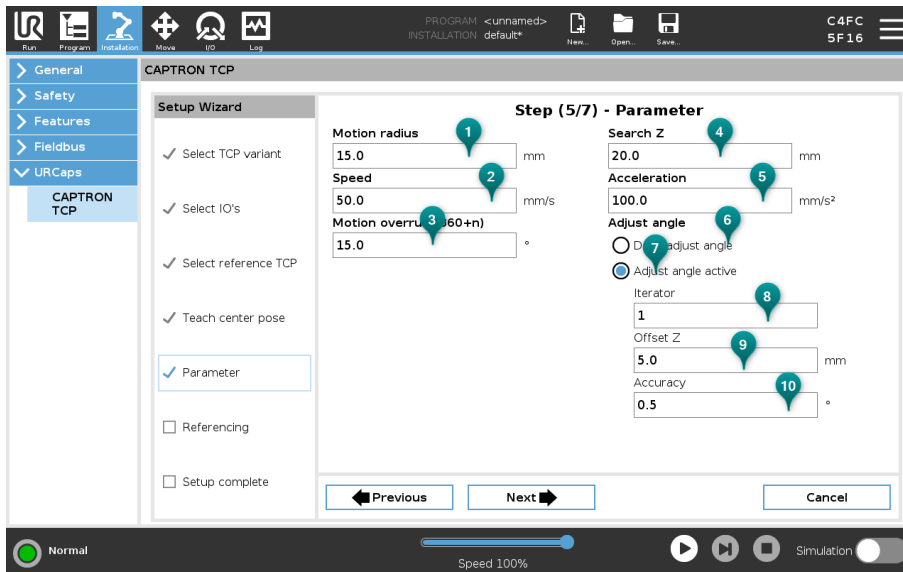 PROGRAM <unnamed>
INSTALLATION default*
C4FC
5F16
Run Program Installation Move I/O Log New... Open... Save...
General
Safety
Features
Fieldbus
URCaps
CAPTRON
TCP
CAPTRON TCP
Setup Wizard
Select TCP variant
Select IO's
Select reference TCP
Teach center pose
Parameter
Referencing
Setup complete
Step (5/7) - Parameter
Motion radius 1
15.0 mm
Speed 2
50.0 mm/s
Motion 3 60+n)
15.0 °
Search Z 4
20.0 mm
Acceleration 5
100.0 mm/s²
Adjust angle 6
adjust angle
7
Adjust angle active
Iterator 8
1
Offset Z 9
5.0 mm
Accuracy 10
0.5 °
Previous
Next
Cancel
Normal
Speed 100%
Simulation